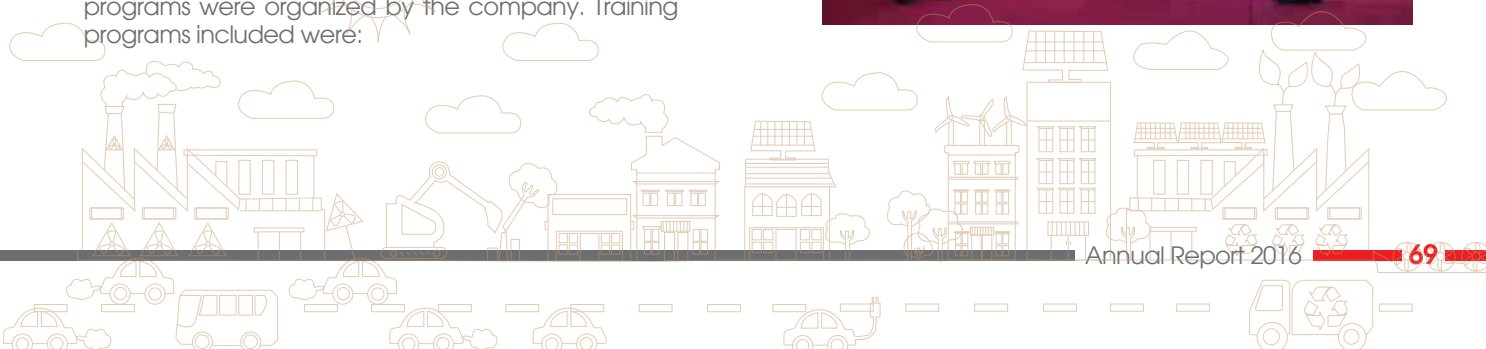 programs were organized by the company. Training
programs included were:
Annual Report 2016
69